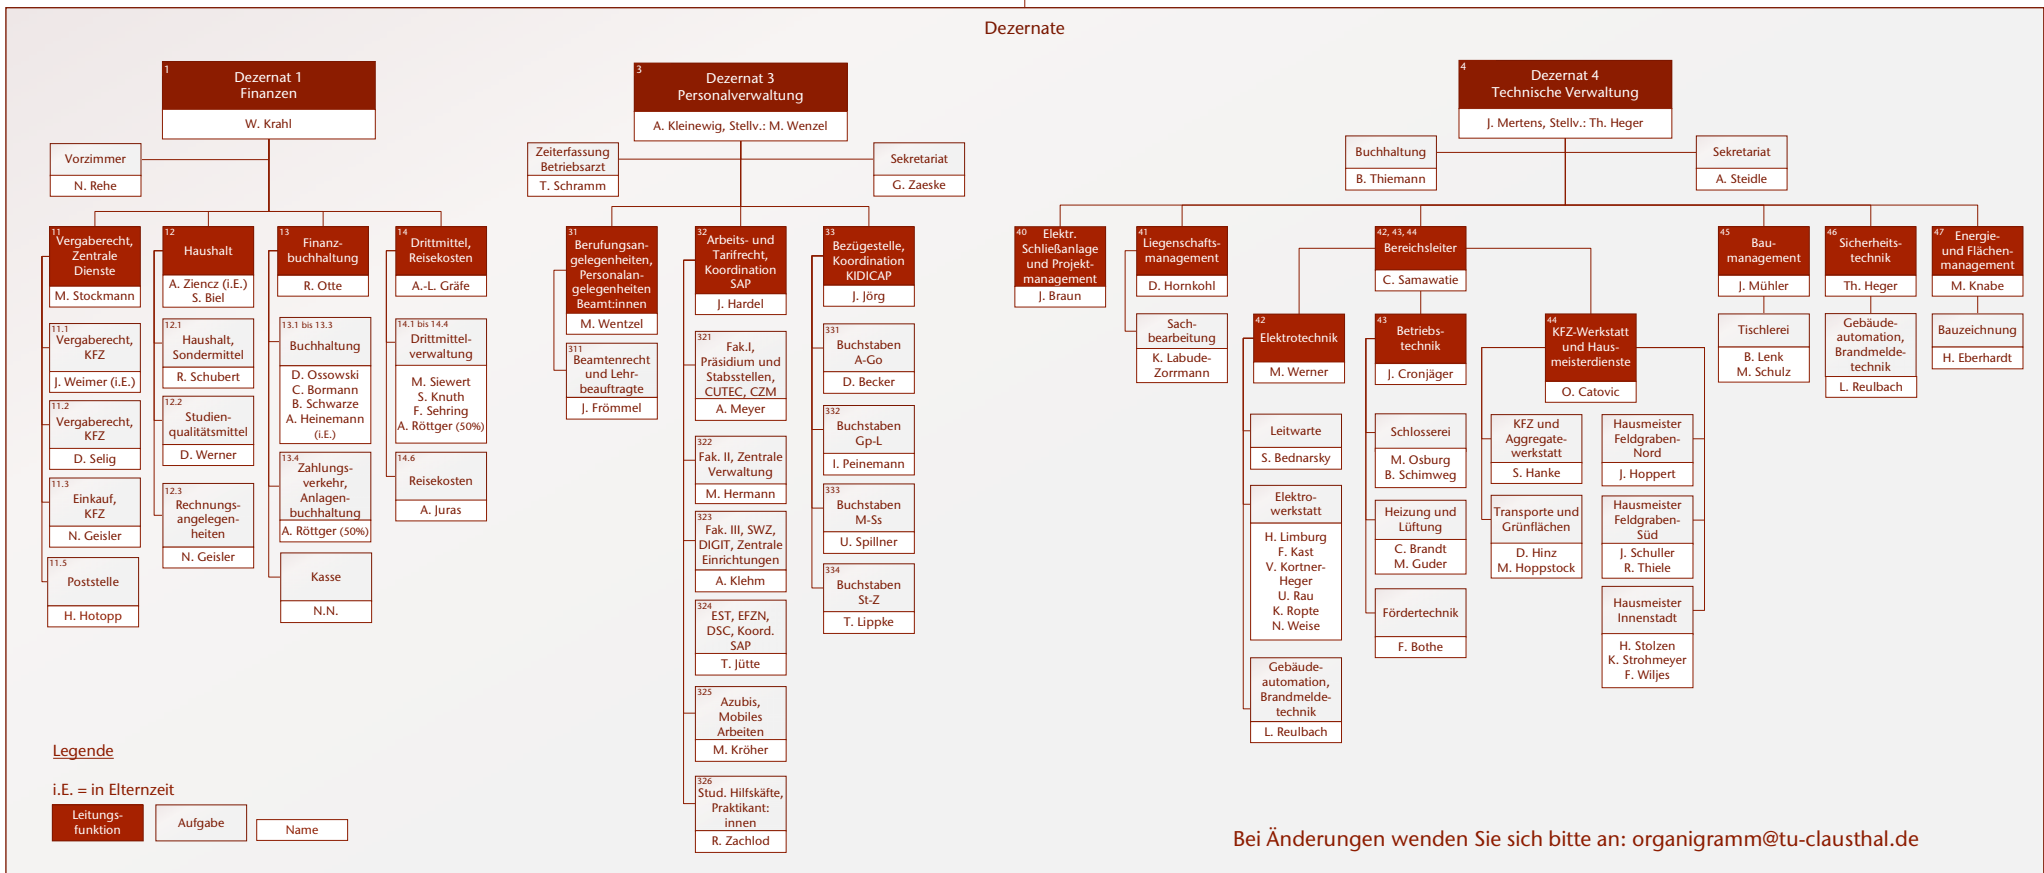 Dezernate
1
Dezernat 1
Finanzen
W. Krahl
Vorzimmer
N. Rehe
11
Vergaberecht,
Zentrale
Dienste
M. Stockmann
11.1
Vergaberecht,
KFZ
J. Weimer (i.E.)
11.2
Vergaberecht,
KFZ
D. Selig
11.3
Einkauf,
KFZ
N. Geisler
11.5
Poststelle
H. Hotopp
12
Haushalt
A. Ziencz (i.E.)
S. Biel
12.1
Haushalt,
Sondermittel
R. Schubert
12.2
Studien-
qualitätsmittel
D. Werner
12.3
Rechnungs-
angelegen-
heiten
N. Geisler
13
Finanz-
buchhaltung
R. Otte
13.1 bis 13.3
Buchhaltung
D. Ossowski
C. Bormann
B. Schwarze
A. Heinemann
(i.E.)
13.4
Zahlungs-
verkehr,
Anlagen-
buchhaltung
A. Röttger (50%)
Kasse
N.N.
14
Drittmittel,
Reisekosten
A.-L. Gräfe
14.1 bis 14.4
Drittmittel-
verwaltung
M. Siewert
S. Knuth
F. Sehring
A. Röttger (50%)
14.6
Reisekosten
A. Juras
3
Dezernat 3
Personalverwaltung
A. Kleinewig, Stellv.: M. Wenzel
Zeiterfassung
Betriebsarzt
T. Schramm
Sekretariat
G. Zaeske
31
Berufungsan-
gelegenheiten,
Personalan-
gelegenheiten
Beamt:innen
M. Wentzel
311
Beamtenrecht
und Lehr-
beauftragte
J. Frömmel
32
Arbeits- und
Tarifrecht,
Koordination
SAP
J. Hardel
321
Fak.I,
Präsidium und
Stabsstellen,
CUTEC, CZM
A. Meyer
322
Fak. II, Zentrale
Verwaltung
M. Hermann
323
Fak. III, SWZ,
DIGIT, Zentrale
Einrichtungen
A. Klehm
324
EST, EFZN,
DSC, Koord.
SAP
T. Jütte
325
Azubis,
Mobiles
Arbeiten
M. Kröher
326
Stud. Hilfskäfte,
Praktikant:
innen
R. Zachlod
33
Bezügestelle,
Koordination
KIDICAP
J. Jörg
331
Buchstaben
A-Go
D. Becker
332
Buchstaben
Gp-L
I. Peinemann
333
Buchstaben
M-Ss
U. Spillner
334
Buchstaben
St-Z
T. Lippke
4
Dezernat 4
Technische Verwaltung
J. Mertens, Stellv.: Th. Heger
Buchhaltung
B. Thiemann
Sekretariat
A. Steidle
40
Elektr.
Schließanlage
und Projekt-
management
J. Braun
41
Liegenschafts-
management
D. Hornkohl
Sach-
bearbeitung
K. Labude-
Zorrmann
42, 43, 44
Bereichsleiter
C. Samawatie
42
Elektrotechnik
M. Werner
Leitwarte
S. Bednarsky
Elektro-
werkstatt
H. Limburg
F. Kast
V. Kortner-
Heger
U. Rau
K. Ropte
N. Weise
Gebäude-
automation,
Brandmelde-
technik
L. Reulbach
43
Betriebs-
technik
J. Cronjäger
Schlosserei
M. Osburg
B. Schimweg
Heizung und
Lüftung
C. Brandt
M. Guder
Fördertechnik
F. Bothe
44
KFZ-Werkstatt
und Haus-
meisterdienste
O. Catovic
KFZ und
Aggregate-
werkstatt
S. Hanke
Transporte und
Grünflächen
D. Hinz
M. Hoppstock
Hausmeister
Feldgraben-
Nord
J. Hoppert
Hausmeister
Feldgraben-
Süd
J. Schuller
R. Thiele
Hausmeister
Innenstadt
H. Stolzen
K. Strohmeyer
F. Wiljes
45
Bau-
management
J. Mühler
Tischlerei
B. Lenk
M. Schulz
46
Sicherheits-
technik
Th. Heger
Gebäude-
automation,
Brandmelde-
technik
L. Reulbach
47
Energie-
und Flächen-
management
M. Knabe
Bauzeichnung
H. Eberhardt
Legende
i.E. = in Elternzeit
Leitungs-
funktion
Aufgabe
Name
Bei Änderungen wenden Sie sich bitte an: organigramm@tu-clausthal.de